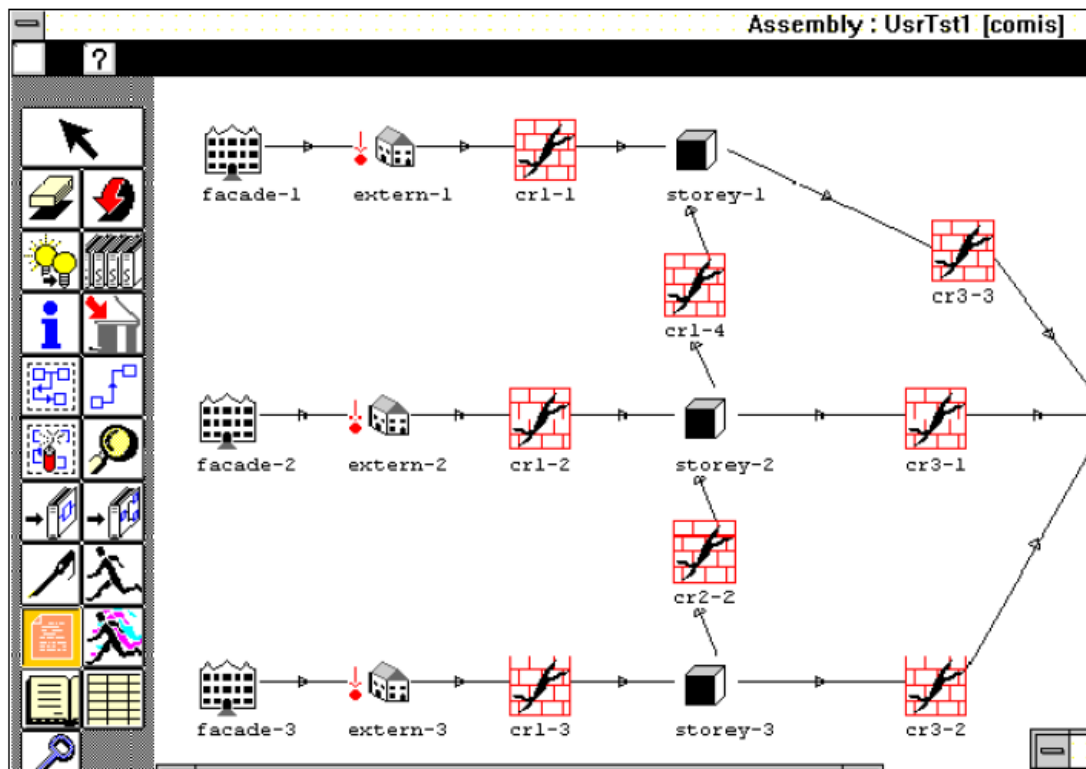 Assembly : UsrTst1 [comis]
?
facade-1 extern-1 cr1-1 storey-1
cr3-3
cr1-4
facade-2 extern-2 cr1-2 storey-2 cr3-1
cr2-2
facade-3 extern-3 cr1-3 storey-3 cr3-2